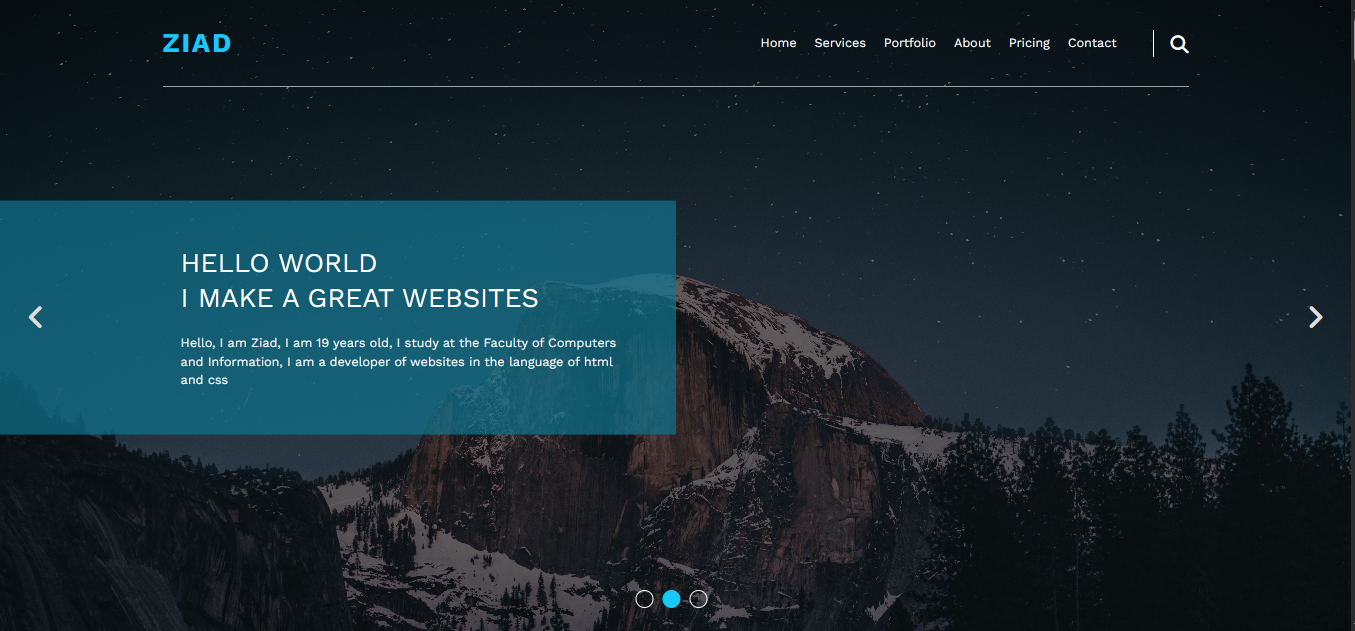 ZIAD
Home Services Portfolio About Pricing Contact
HELLO WORLD
I MAKE A GREAT WEBSITES
Hello, I am Ziad, I am 19 years old, I study at the Faculty of Computers
and Information, I am a developer of websites in the language of html
and css